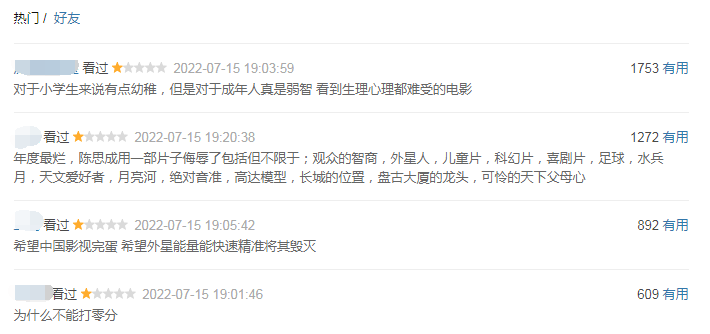 热门 / 好友
看过 2022-07-15 19:03:59 1753 有用
对于小学生来说有点幼稚，但是对于成年人真是弱智 看到生理心理都难受的电影
看过 2022-07-15 19:20:38 1272 有用
年度最烂，陈思成用一部片子侮辱了包括但不限于；观众的智商，外星人，儿童片，科幻片，喜剧片，足球，水兵
月，天文爱好者，月亮河，绝对音准，高达模型，长城的位置，盘古大厦的龙头，可怜的天下父母心
看过 2022-07-15 19:05:42 892 有用
希望中国影视完蛋 希望外星能量能快速精准将其毁灭
看过 2022-07-15 19:01:46 609 有用
为什么不能打零分